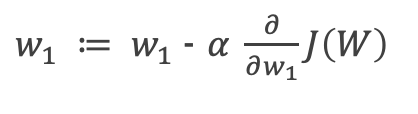 w₁ := w₁ - α ∂/∂w₁ J(W)